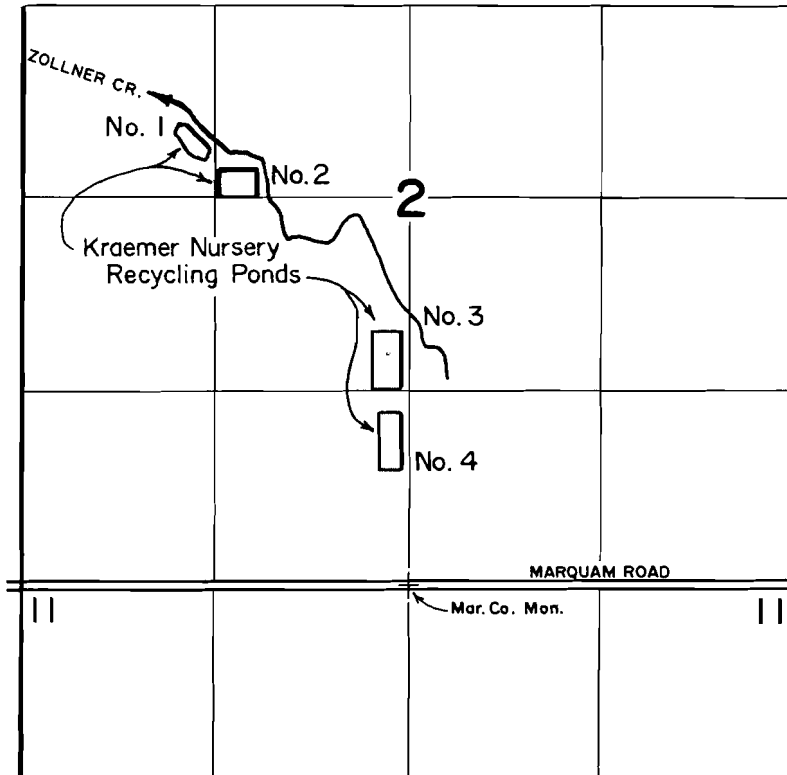 ZOLLNER CR.
No. 1
No. 2
2
Kraemer Nursery
Recycling Ponds
No. 3
No. 4
MARQUAM ROAD
11
Mar. Co. Mon.
11